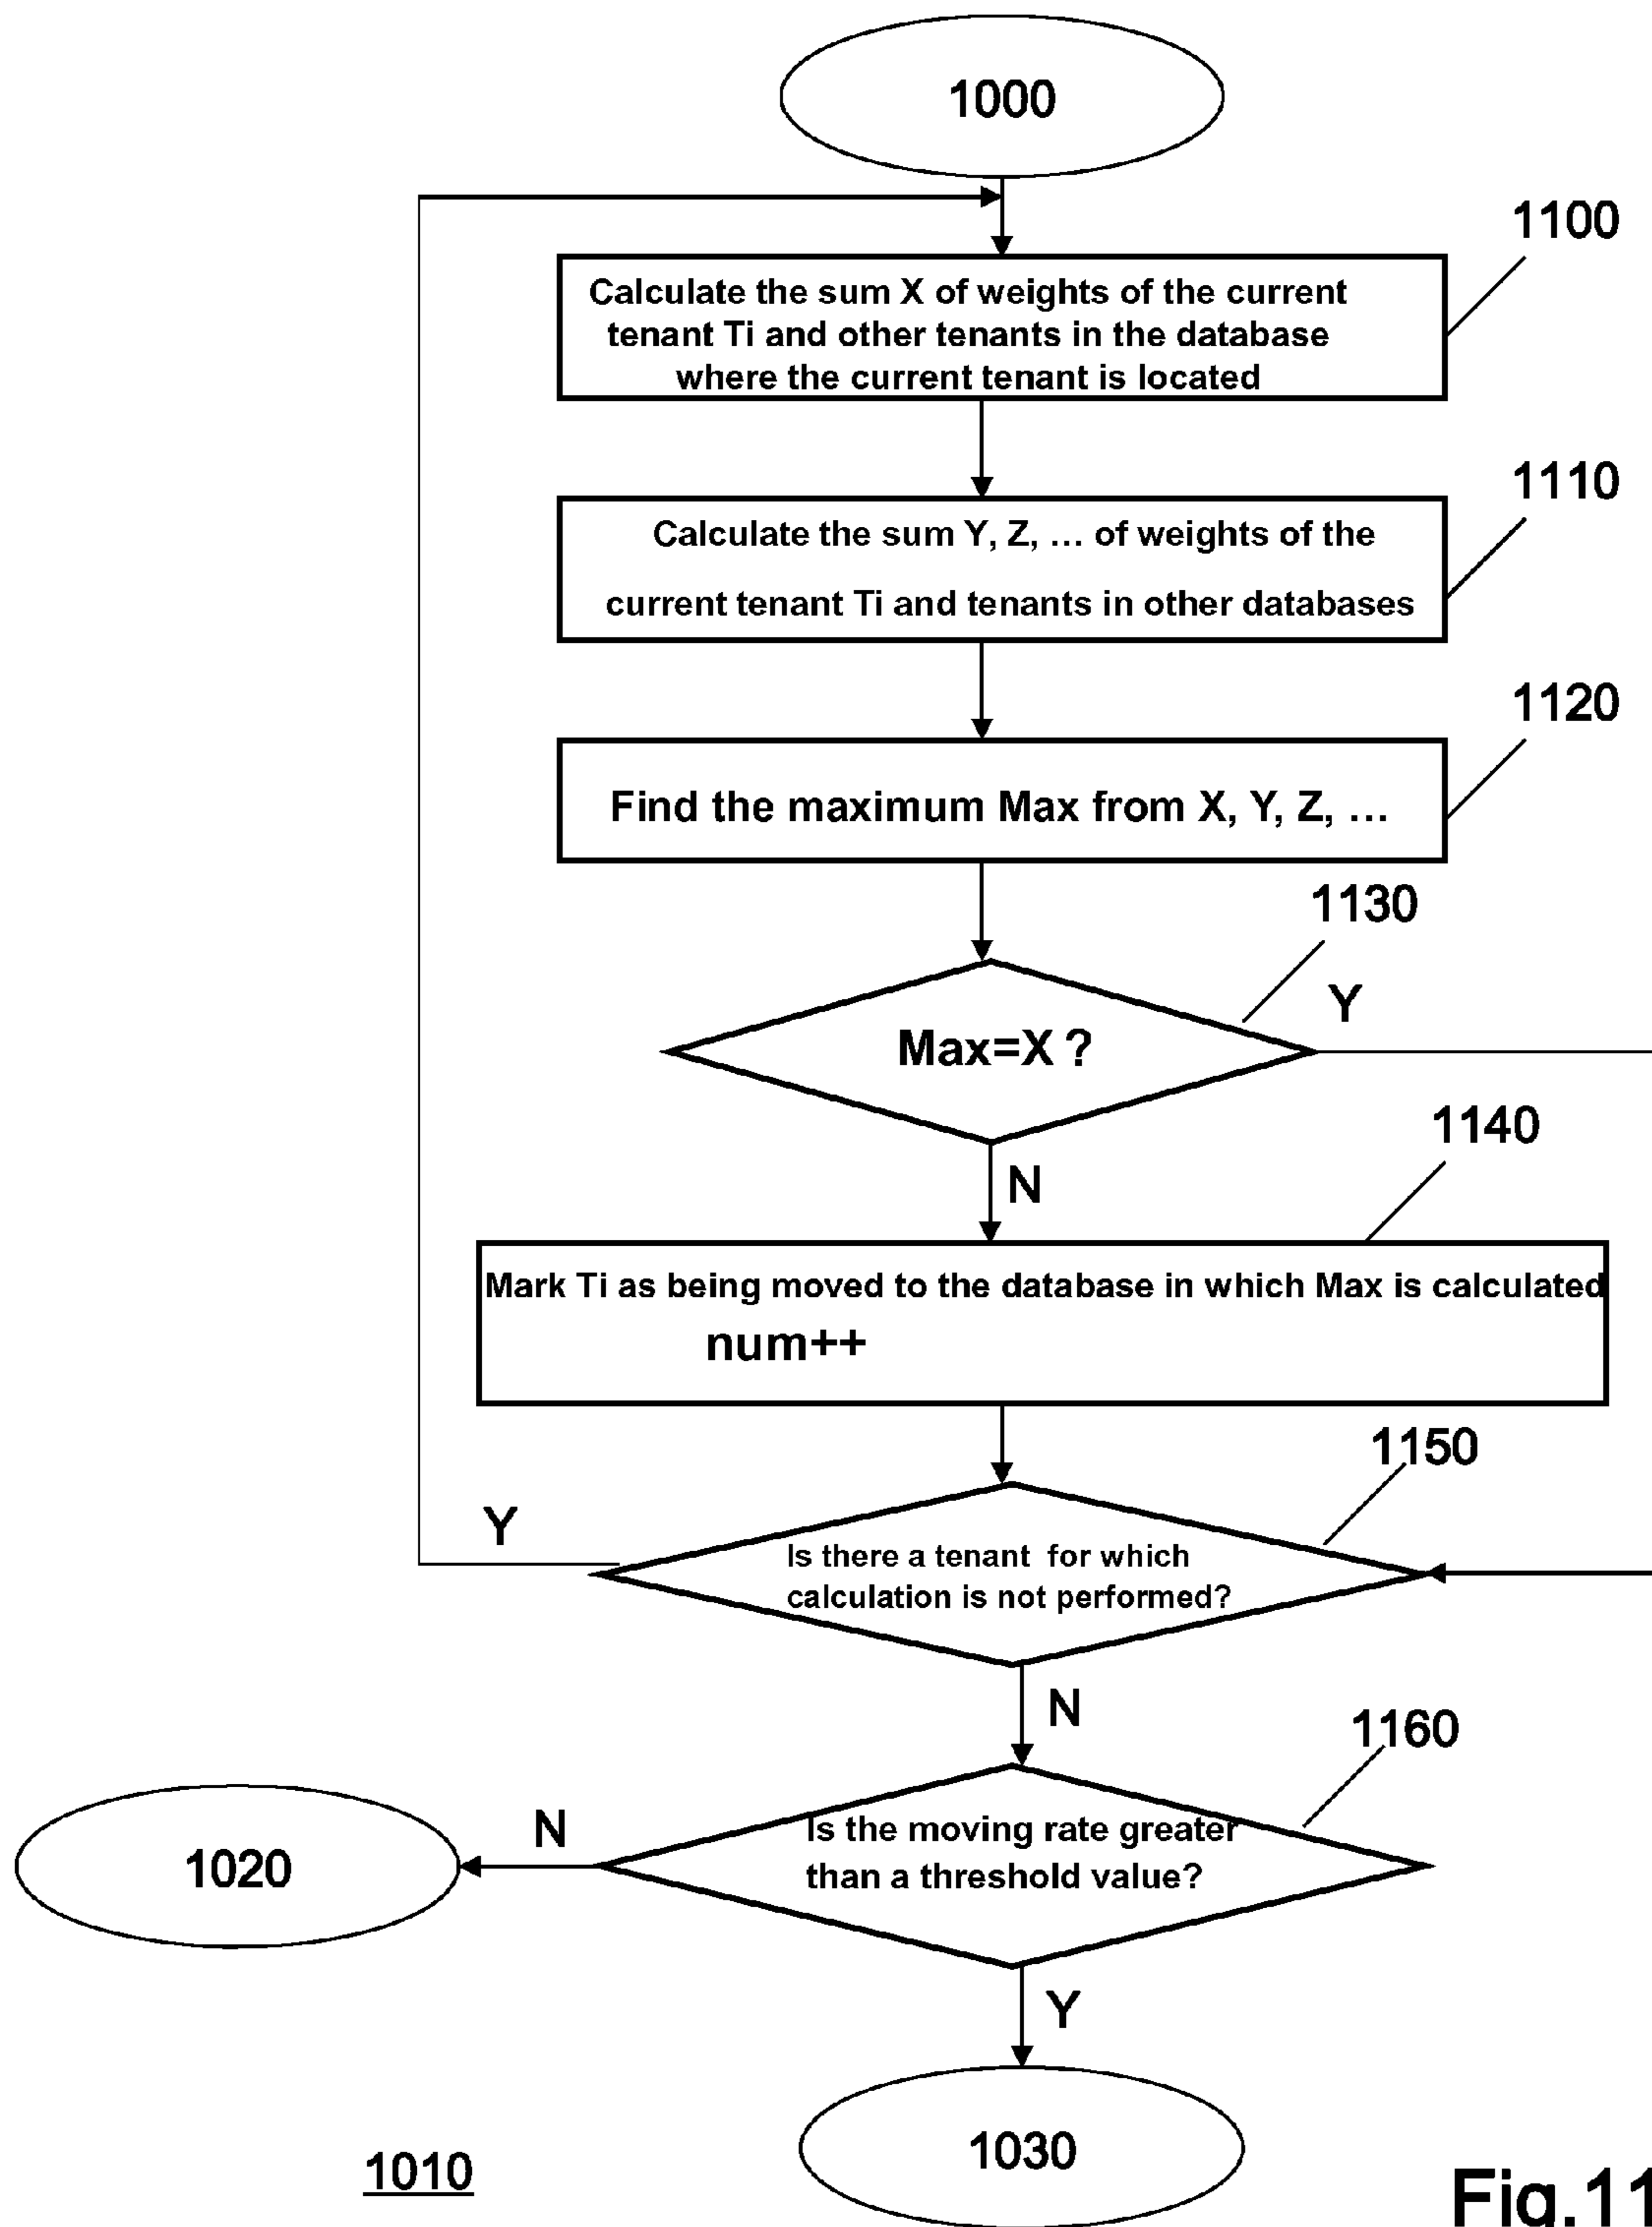 1000
1100
Calculate the sum X of weights of the current
tenant Ti and other tenants in the database
where the current tenant is located
1110
Calculate the sum Y, Z, … of weights of the
current tenant Ti and tenants in other databases
1120
Find the maximum Max from X, Y, Z, …
1130
Y
Max=X ?
1140
N
Mark Ti as being moved to the database in which Max is calculated
num++
1150
Y
Is there a tenant for which
calculation is not performed?
N
1160
N
Is the moving rate greater
than a threshold value?
1020
Y
1030
1010
Fig.11